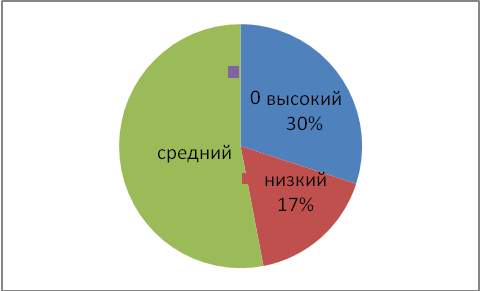 0 высокий
30%
средний
низкий
17%